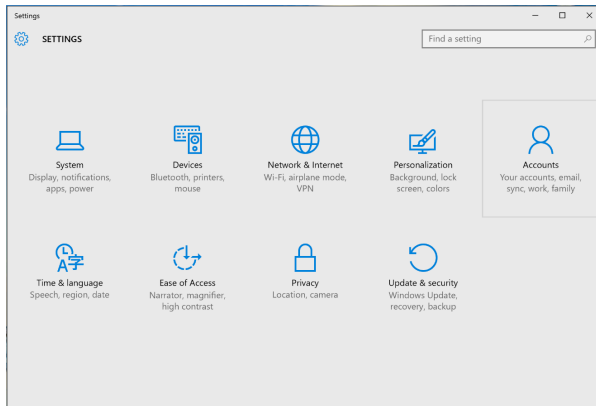 Settings
SETTINGS
Find a setting
System
Display, notifications,
apps, power
Devices
Bluetooth, printers,
mouse
Network & Internet
Wi-Fi, airplane mode,
VPN
Personalization
Background, lock
screen, colors
Accounts
Your accounts, email,
sync, work, family
A字
Time & language
Speech, region, date
Ease of Access
Narrator, magnifier,
high contrast
Privacy
Location, camera
Update & security
Windows Update,
recovery, backup